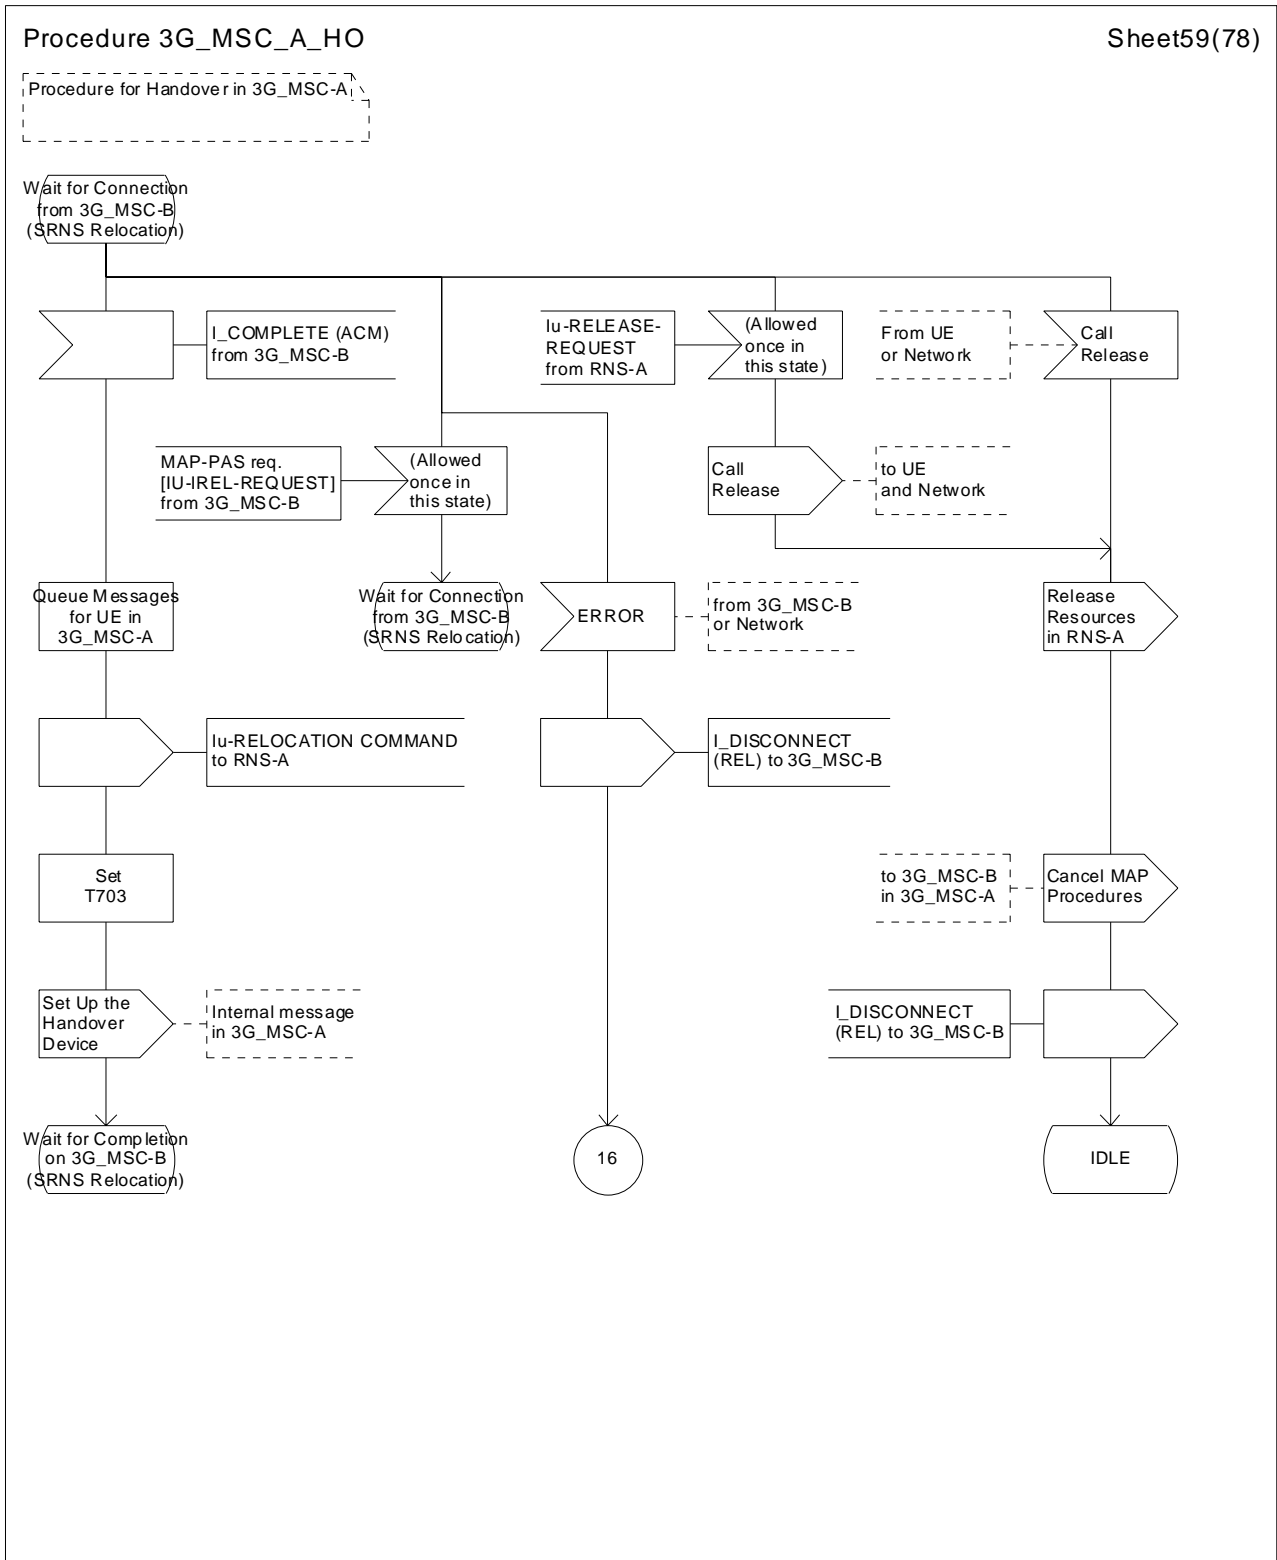 Procedure 3G_MSC_A_HO
Sheet59(78)
Procedure for Handover in 3G_MSC-A
Wait for Connection
from 3G_MSC-B
(SRNS Relocation)
I_COMPLETE (ACM)
from 3G_MSC-B
Iu-RELEASE-
REQUEST
from RNS-A
(Allowed
once in
this state)
From UE
or Network
Call
Release
MAP-PAS req.
[IU-IREL-REQUEST]
from 3G_MSC-B
(Allowed
once in
this state)
Call
Release
to UE
and Network
Queue Messages
for UE in
3G_MSC-A
Wait for Connection
from 3G_MSC-B
(SRNS Relocation)
ERROR
from 3G_MSC-B
or Network
Release
Resources
in RNS-A
Iu-RELOCATION COMMAND
to RNS-A
I_DISCONNECT
(REL) to 3G_MSC-B
Set
T703
to 3G_MSC-B
in 3G_MSC-A
Cancel MAP
Procedures
Set Up the
Handover
Device
Internal message
in 3G_MSC-A
I_DISCONNECT
(REL) to 3G_MSC-B
Wait for Completion
on 3G_MSC-B
(SRNS Relocation)
16
IDLE